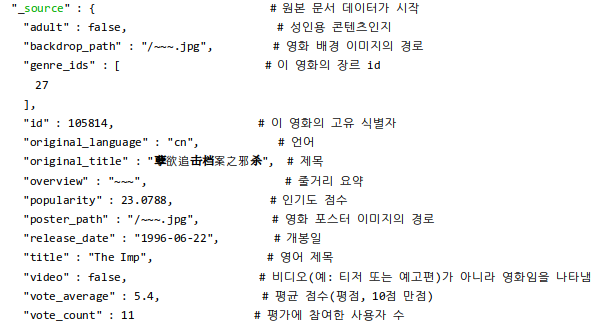 "_source" : { # 원본 문서 데이터가 시작
"adult" : false, # 성인용 콘텐츠인지
"backdrop_path" : "/~~~.jpg", # 영화 배경 이미지의 경로
"genre_ids" : [ # 이 영화의 장르 id
27
],
"id" : 105814, # 이 영화의 고유 식별자
"original_language" : "cn", # 언어
"original_title" : "孽欲追击档案之邪杀", # 제목
"overview" : "~~~", # 줄거리 요약
"popularity" : 23.0788, # 인기도 점수
"poster_path" : "/~~~.jpg", # 영화 포스터 이미지의 경로
"release_date" : "1996-06-22", # 개봉일
"title" : "The Imp", # 영어 제목
"video" : false, # 비디오(예: 티저 또는 예고편)가 아니라 영화임을 나타냄
"vote_average" : 5.4, # 평균 점수(평점, 10점 만점)
"vote_count" : 11 # 평가에 참여한 사용자 수